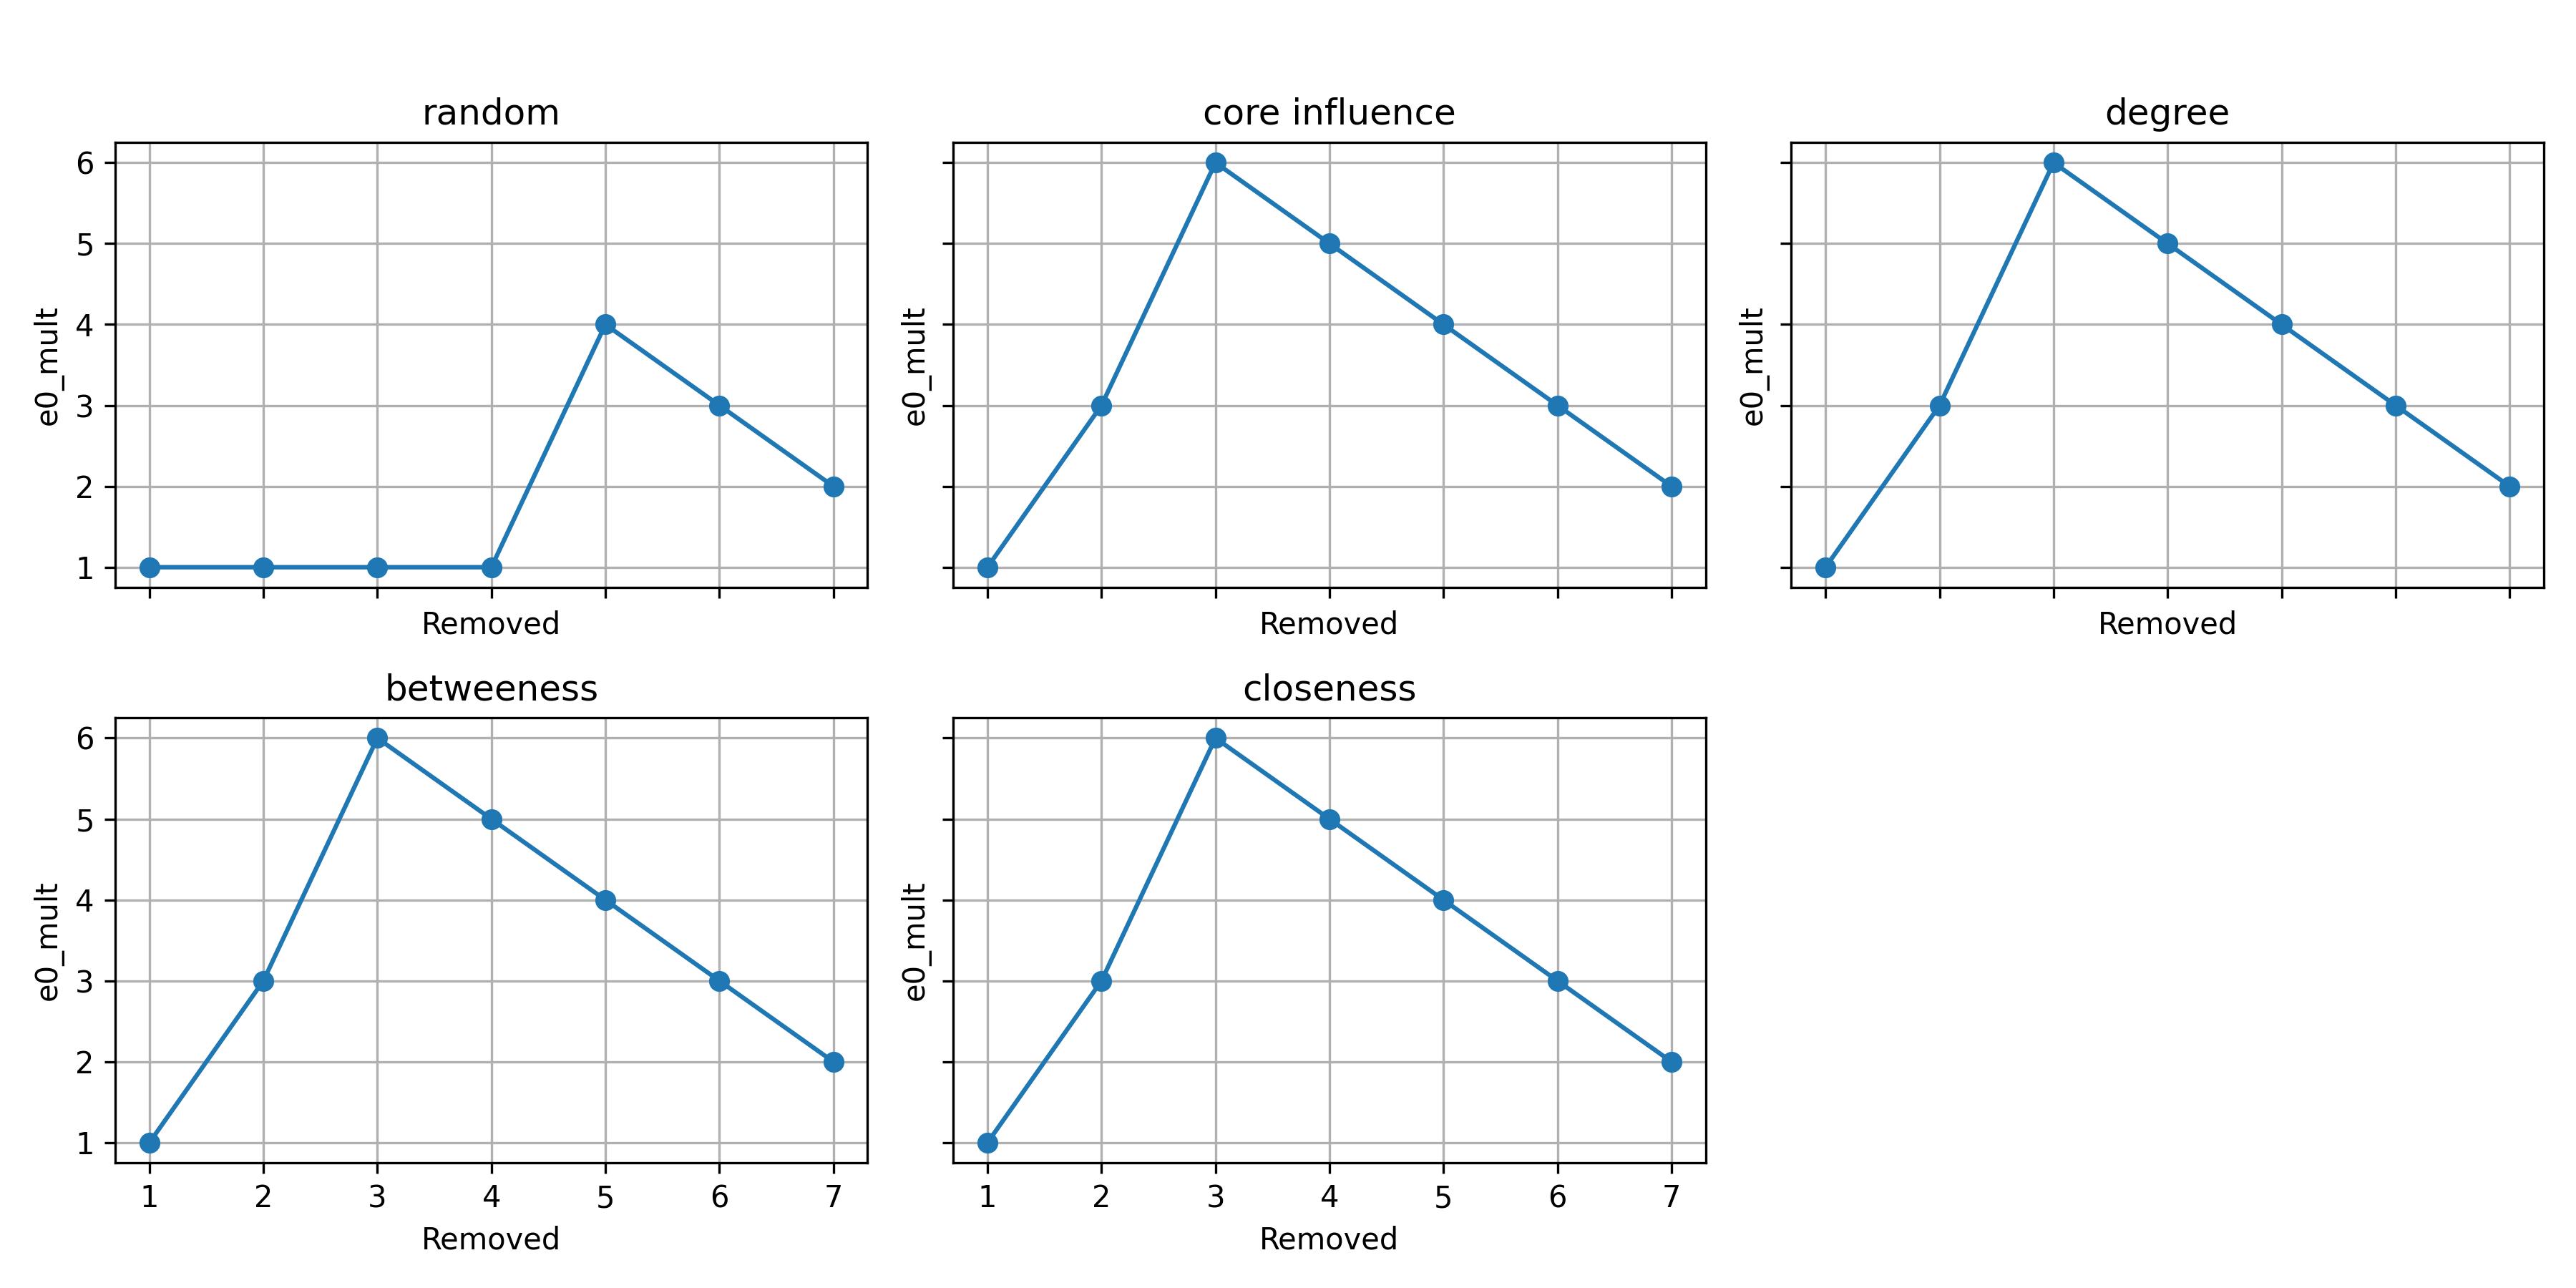 random
core influence
degree
6
5
4
3
2
1
e0_mult
e0_mult
e0_mult
Removed
Removed
Removed
betweeness
closeness
6
5
4
3
2
1
e0_mult
e0_mult
1 2 3 4 5 6 7
1 2 3 4 5 6 7
Removed
Removed